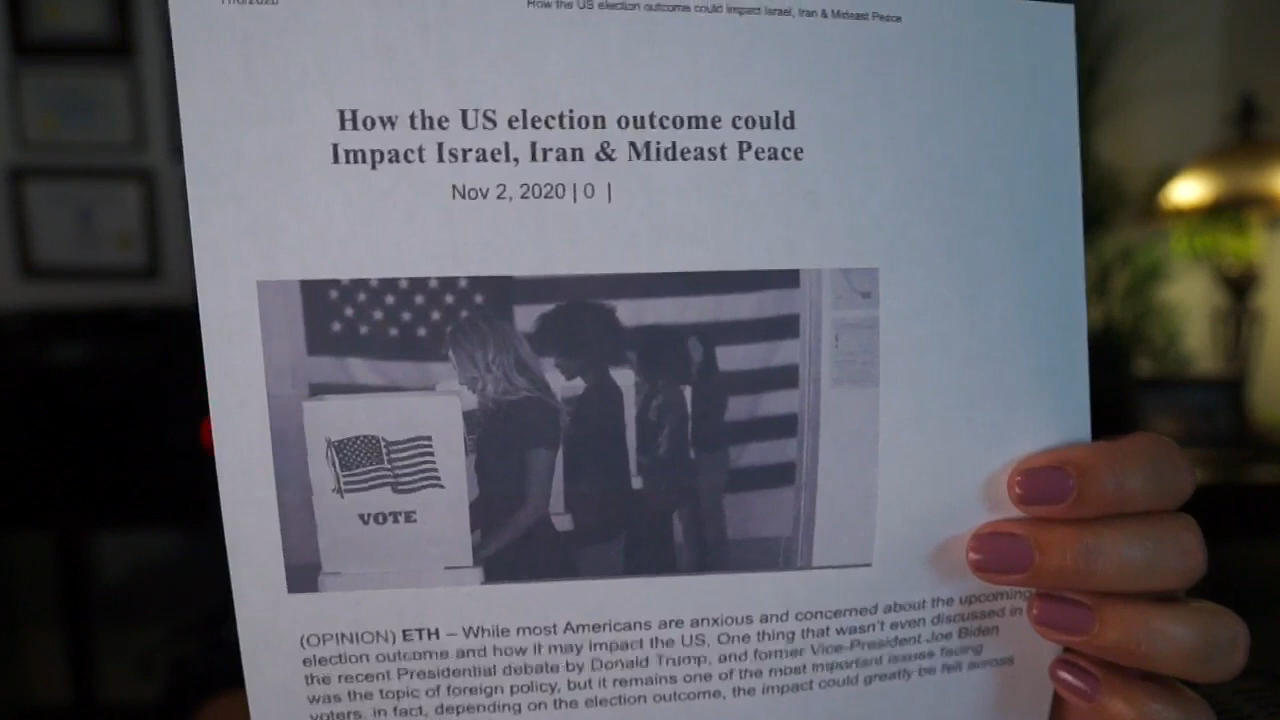 How the US election outcome could impact Israel, Iran & Mideast Peace
How the US election outcome could
Impact Israel, Iran & Mideast Peace
Nov 2, 2020 | 0 |
VOTE
(OPINION) ETH – While most Americans are anxious and concerned about the upcoming
election outcome and how it may impact the US, One thing that wasn't even discussed in
the recent Presidential debate by Donald Trump, and former Vice-President Joe Biden
was the topic of foreign policy, but it remains one of the most important issues facing
voters, in fact, depending on the election outcome, the impact could greatly be felt across